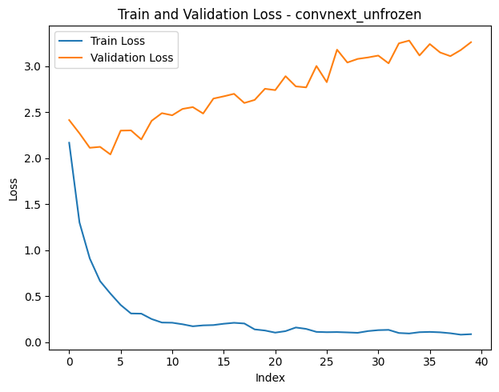 Train and Validation Loss - convnext_unfrozen
Train Loss
Validation Loss
3.0
2.5
2.0
1.5
1.0
0.5
0.0
Loss
0 5 10 15 20 25 30 35 40
Index